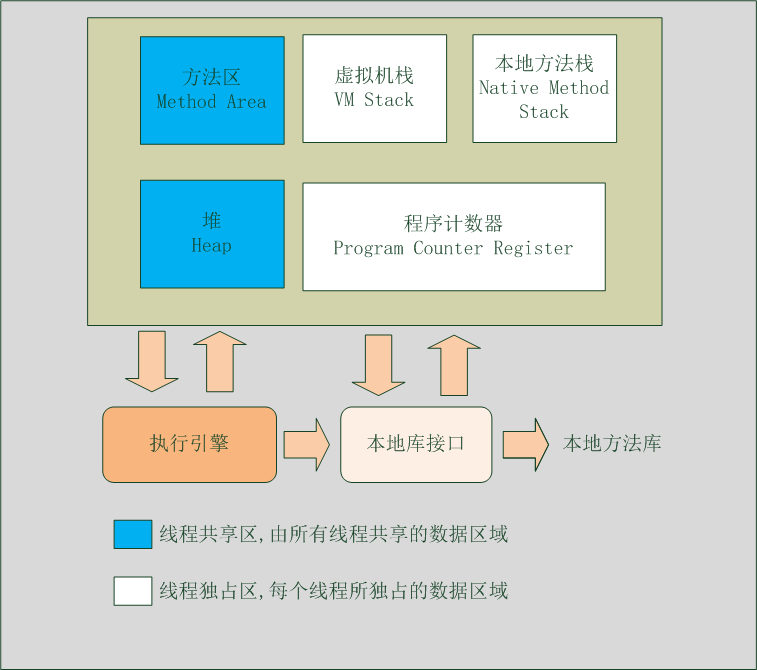 方法区
Method Area
虚拟机栈
VM Stack
本地方法栈
Native Method
Stack
堆
Heap
程序计数器
Program Counter Register
执行引擎
本地库接口
本地方法库
线程共享区,由所有线程共享的数据区域
线程独占区,每个线程所独占的数据区域